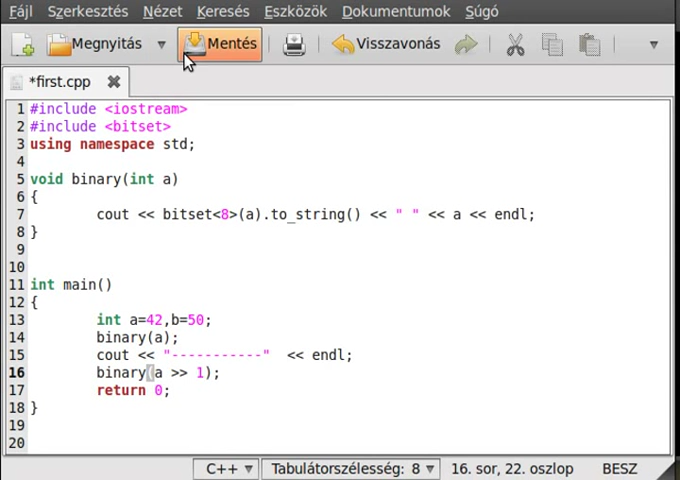 Fájl Szerkesztés Nézet Keresés Eszközök Dokumentumok Súgó
Megnyitás Mentés Visszavonás
*first.cpp
1 #include <iostream>
2 #include <bitset>
3 using namespace std;
4
5 void binary(int a)
6 {
7 cout << bitset<8>(a).to_string() << " " << a << endl;
8 }
9
10
11 int main()
12 {
13 int a=42,b=50;
14 binary(a);
15 cout << "-----------" << endl;
16 binary(a >> 1);
17 return 0;
18 }
19
20
C++ Tabulátorszélesség: 8 16. sor, 22. oszlop BESZ